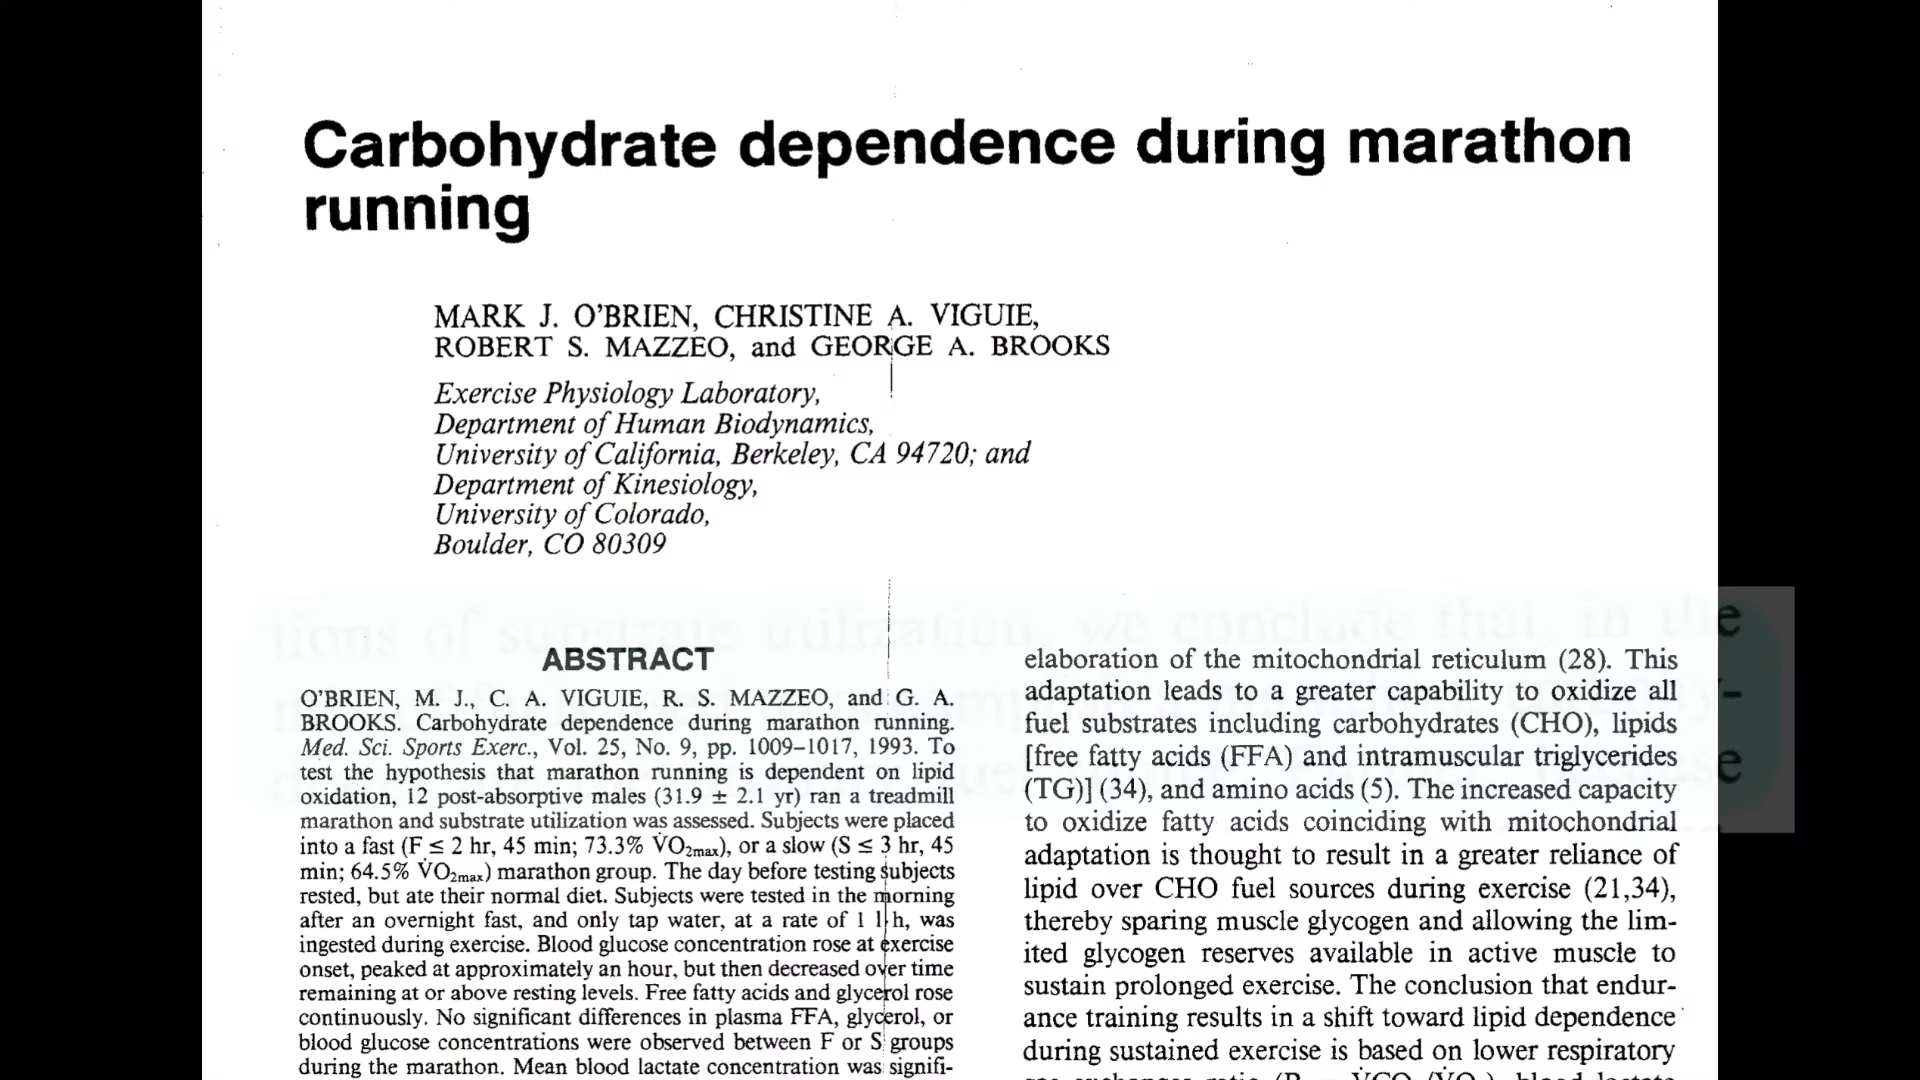 Carbohydrate dependence during marathon
running
MARK J. O'BRIEN, CHRISTINE A. VIGUIE,
ROBERT S. MAZZEO, and GEORGE A. BROOKS
Exercise Physiology Laboratory,
Department of Human Biodynamics,
University of California, Berkeley, CA 94720; and
Department of Kinesiology,
University of Colorado,
Boulder, CO 80309
tions of substrate utilization, we conclude that, in the
ABSTRACT
O'BRIEN, M. J., C. A. VIGUIE, R. S. MAZZEO, and G. A.
BROOKS. Carbohydrate dependence during marathon running.
Med. Sci. Sports Exerc., Vol. 25, No. 9, pp. 1009–1017, 1993. To
test the hypothesis that marathon running is dependent on lipid
oxidation, 12 post-absorptive males (31.9 ± 2.1 yr) ran a treadmill
marathon and substrate utilization was assessed. Subjects were placed
into a fast (F ≤ 2 hr, 45 min; 73.3% V̇O2max), or a slow (S ≤ 3 hr, 45
min; 64.5% V̇O2max) marathon group. The day before testing subjects
rested, but ate their normal diet. Subjects were tested in the morning
after an overnight fast, and only tap water, at a rate of 1 l·h, was
ingested during exercise. Blood glucose concentration rose at exercise
onset, peaked at approximately an hour, but then decreased over time
remaining at or above resting levels. Free fatty acids and glycerol rose
continuously. No significant differences in plasma FFA, glycerol, or
blood glucose concentrations were observed between F or S groups
during the marathon. Mean blood lactate concentration was signifi-
elaboration of the mitochondrial reticulum (28). This
adaptation leads to a greater capability to oxidize all
fuel substrates including carbohydrates (CHO), lipids
[free fatty acids (FFA) and intramuscular triglycerides
(TG)] (34), and amino acids (5). The increased capacity
to oxidize fatty acids coinciding with mitochondrial
adaptation is thought to result in a greater reliance of
lipid over CHO fuel sources during exercise (21,34),
thereby sparing muscle glycogen and allowing the lim-
ited glycogen reserves available in active muscle to
sustain prolonged exercise. The conclusion that endur-
ance training results in a shift toward lipid dependence
during sustained exercise is based on lower respiratory